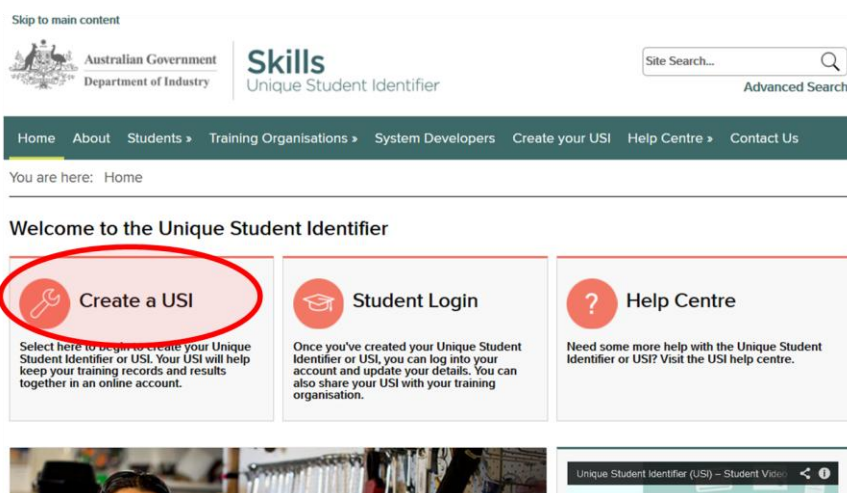 Skip to main content
Australian Government
Department of Industry
Skills
Unique Student Identifier
Site Search...
Advanced Search
Home About Students » Training Organisations » System Developers Create your USI Help Centre » Contact Us
You are here: Home
Welcome to the Unique Student Identifier
Create a USI
Select here to begin to create your Unique
Student Identifier or USI. Your USI will help
keep your training records and results
together in an online account.
Student Login
Once you've created your Unique Student
Identifier or USI, you can log into your
account and update your details. You can
also share your USI with your training
organisation.
?
Help Centre
Need some more help with the Unique Student
Identifier or USI? Visit the USI help centre.
Unique Student Identifier (USI) – Student Video